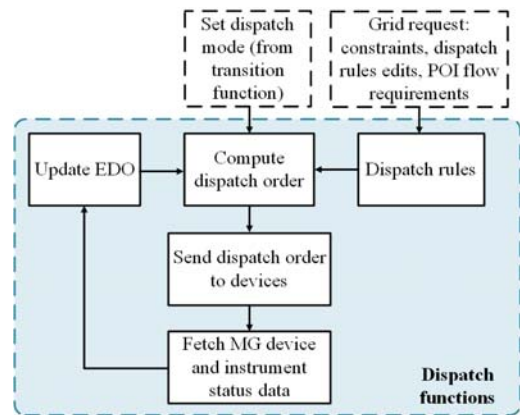 Set dispatch
mode (from
transition
function)
Grid request:
constraints, dispatch
rules edits, POI flow
requirements
Update EDO
Compute
dispatch order
Dispatch rules
Send dispatch order
to devices
Fetch MG device
and instrument
status data
Dispatch
functions